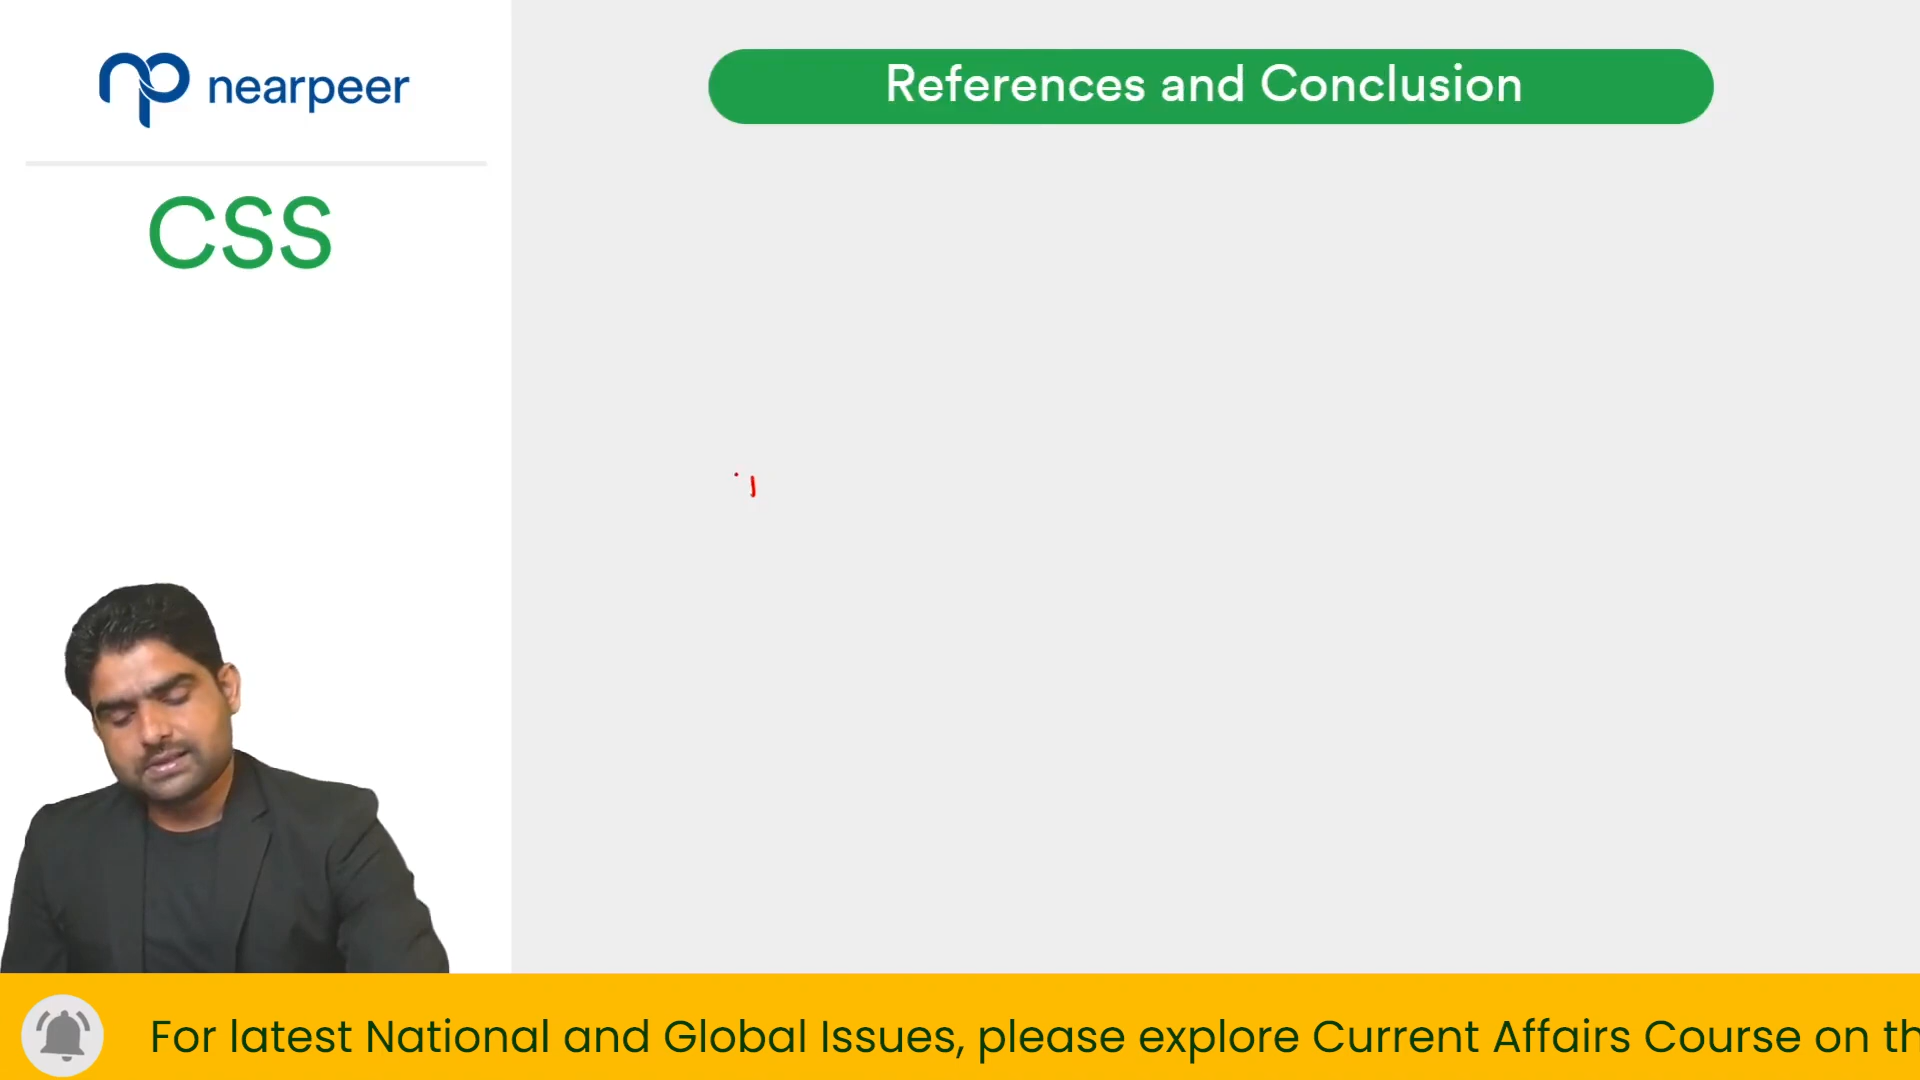 nearpeer
References and Conclusion
CSS
For latest National and Global Issues, please explore Current Affairs Course on th